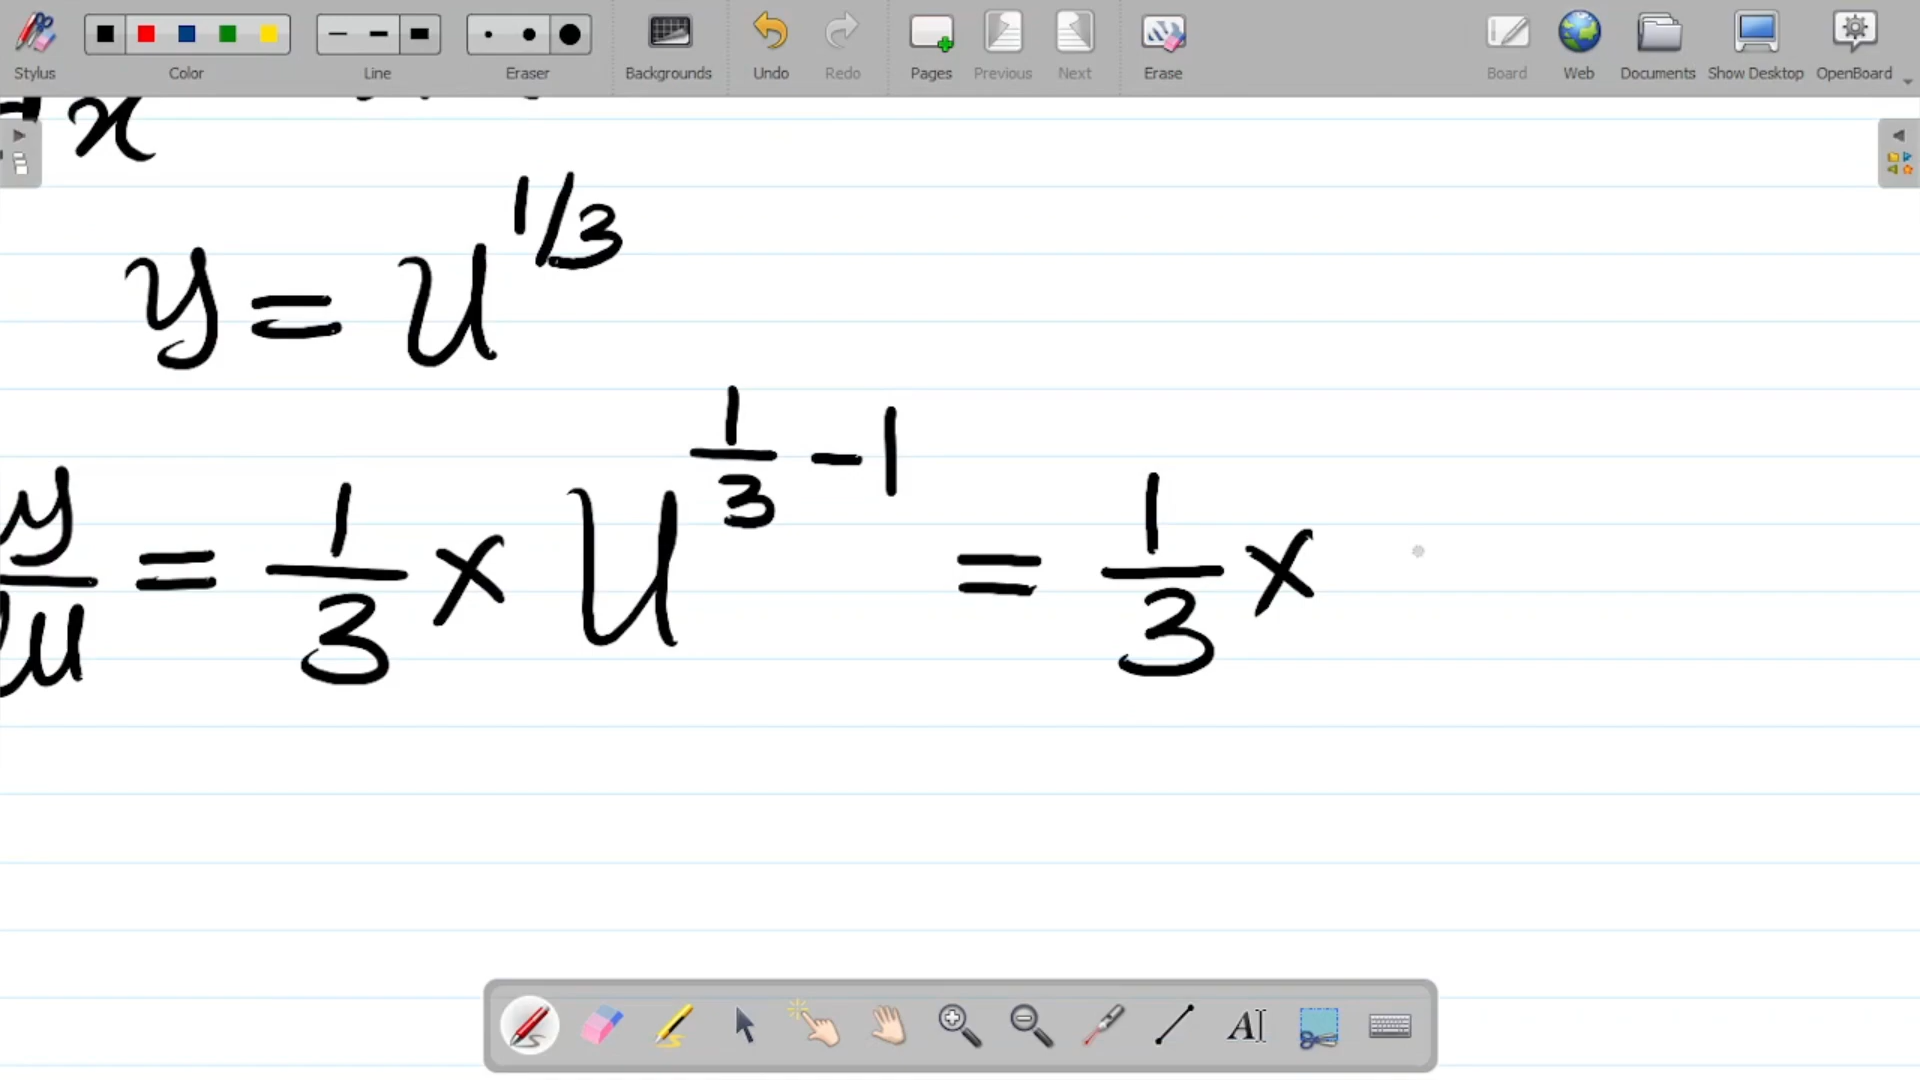 Stylus Color Line Eraser Backgrounds Undo Redo Pages Previous Next Erase Board Web Documents Show Desktop OpenBoard
x
y = u^{1/3}
y/u = 1/3 × u^{1/3 - 1} = 1/3 ×
AI